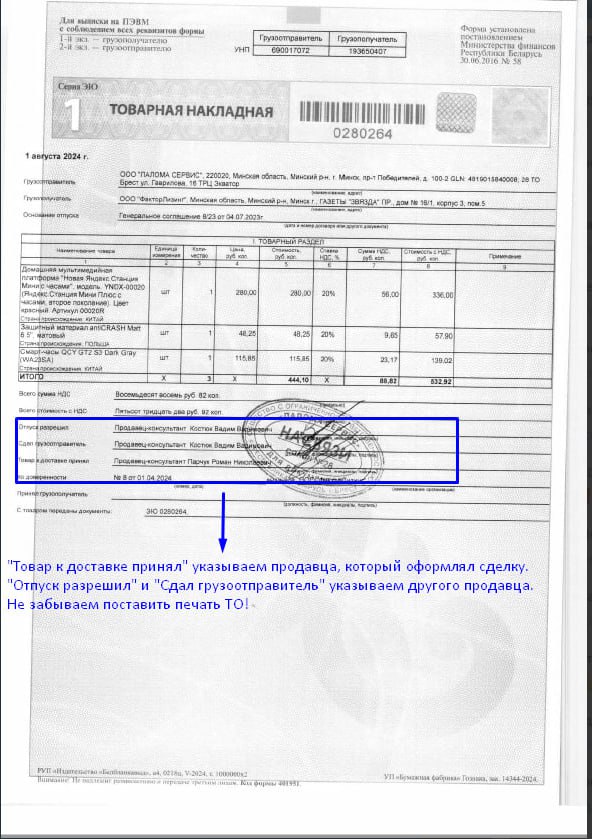 Для выписки на ПЭВМ
с соблюдением всех реквизитов формы
1-й экз. — грузополучателю
2-й экз. — грузоотправителю
Грузоотправитель Грузополучатель
УНП 690017072 193650407
Форма установлена
постановлением
Министерства финансов
Республики Беларусь
30.06.2016 № 58
Серия ЭЮ
1 ТОВАРНАЯ НАКЛАДНАЯ
0280264
1 августа 2024 г.
ООО "ПАЛОМА СЕРВИС", 220020, Минская область, Минский р-н, г. Минск, пр-т Победителей, д. 100-2 GLN: 4819015840008; 28 ТО
Грузоотправитель Брест ул. Гаврилова, 16 ТРЦ Экватор
(наименование, адрес)
Грузополучатель ООО "ФакторЛизинг", Минская область, Минский р-н, Минск г., ГАЗЕТЫ "ЗВЯЗДА" ПР., дом № 16/1, корпус 3, пом.5
(наименование, адрес)
Основание отпуска Генеральное соглашение 8/23 от 04.07.2023г.
(дата и номер договора или другого документа)
I. ТОВАРНЫЙ РАЗДЕЛ
Наименование товара Единица измерения Коли- чество Цена, руб. коп. Стоимость, руб. коп. Ставка НДС, % Сумма НДС, руб. коп. Стоимость с НДС, руб. коп. Примечание
1 2 3 4 5 6 7 8 9
Домашняя мультимедийная
платформа "Новая Яндекс.Станция
Мини с часами", модель: YNDX-00020
(Яндекс.Станция Мини Плюс с
часами, второе поколение). Цвет
красный. Артикул 00020R
шт 1 280,00 280,00 20% 56,00 336,00
Страна происхождения: КИТАЙ
Защитный материал antiCRASH Matt
6.5", матовый
шт 1 48,25 48,25 20% 9,65 57,90
Страна происхождения: ПОЛЬША
Смарт-часы QCY GT2 S3 Dark Gray
(WA23SA)
шт 1 115,85 115,85 20% 23,17 139,02
Страна происхождения: КИТАЙ
ИТОГО X 3 X 444,10 X 88,82 532,92
Всего сумма НДС Восемьдесят восемь руб. 82 коп.
Всего стоимость с НДС Пятьсот тридцать два руб. 92 коп.
Отпуск разрешил Продавец-консультант Костюк Вадим Вадимович
Сдал грузоотправитель Продавец-консультант Костюк Вадим Вадимович
Товар к доставке принял Продавец-консультант Парчук Роман Николаевич
по доверенности № 8 от 01.04.2024
(номер, дата) (наименование организации)
Принял грузополучатель
(должность, фамилия, инициалы, подпись)
С товаром переданы документы: ЭЮ 0280264,
"Товар к доставке принял" указываем продавца, который оформлял сделку.
"Отпуск разрешил" и "Сдал грузоотправитель" указываем другого продавца.
Не забываем поставить печать ТО!
РУП «Издательство «Белбланкавыд», а4, 0218ц, V-2024, т. 1000000х2
Внимание! Не подлежит размножению и передаче третьим лицам. Код формы 401951.
УП «Бумажная фабрика» Гознака, зак. 14344-2024.